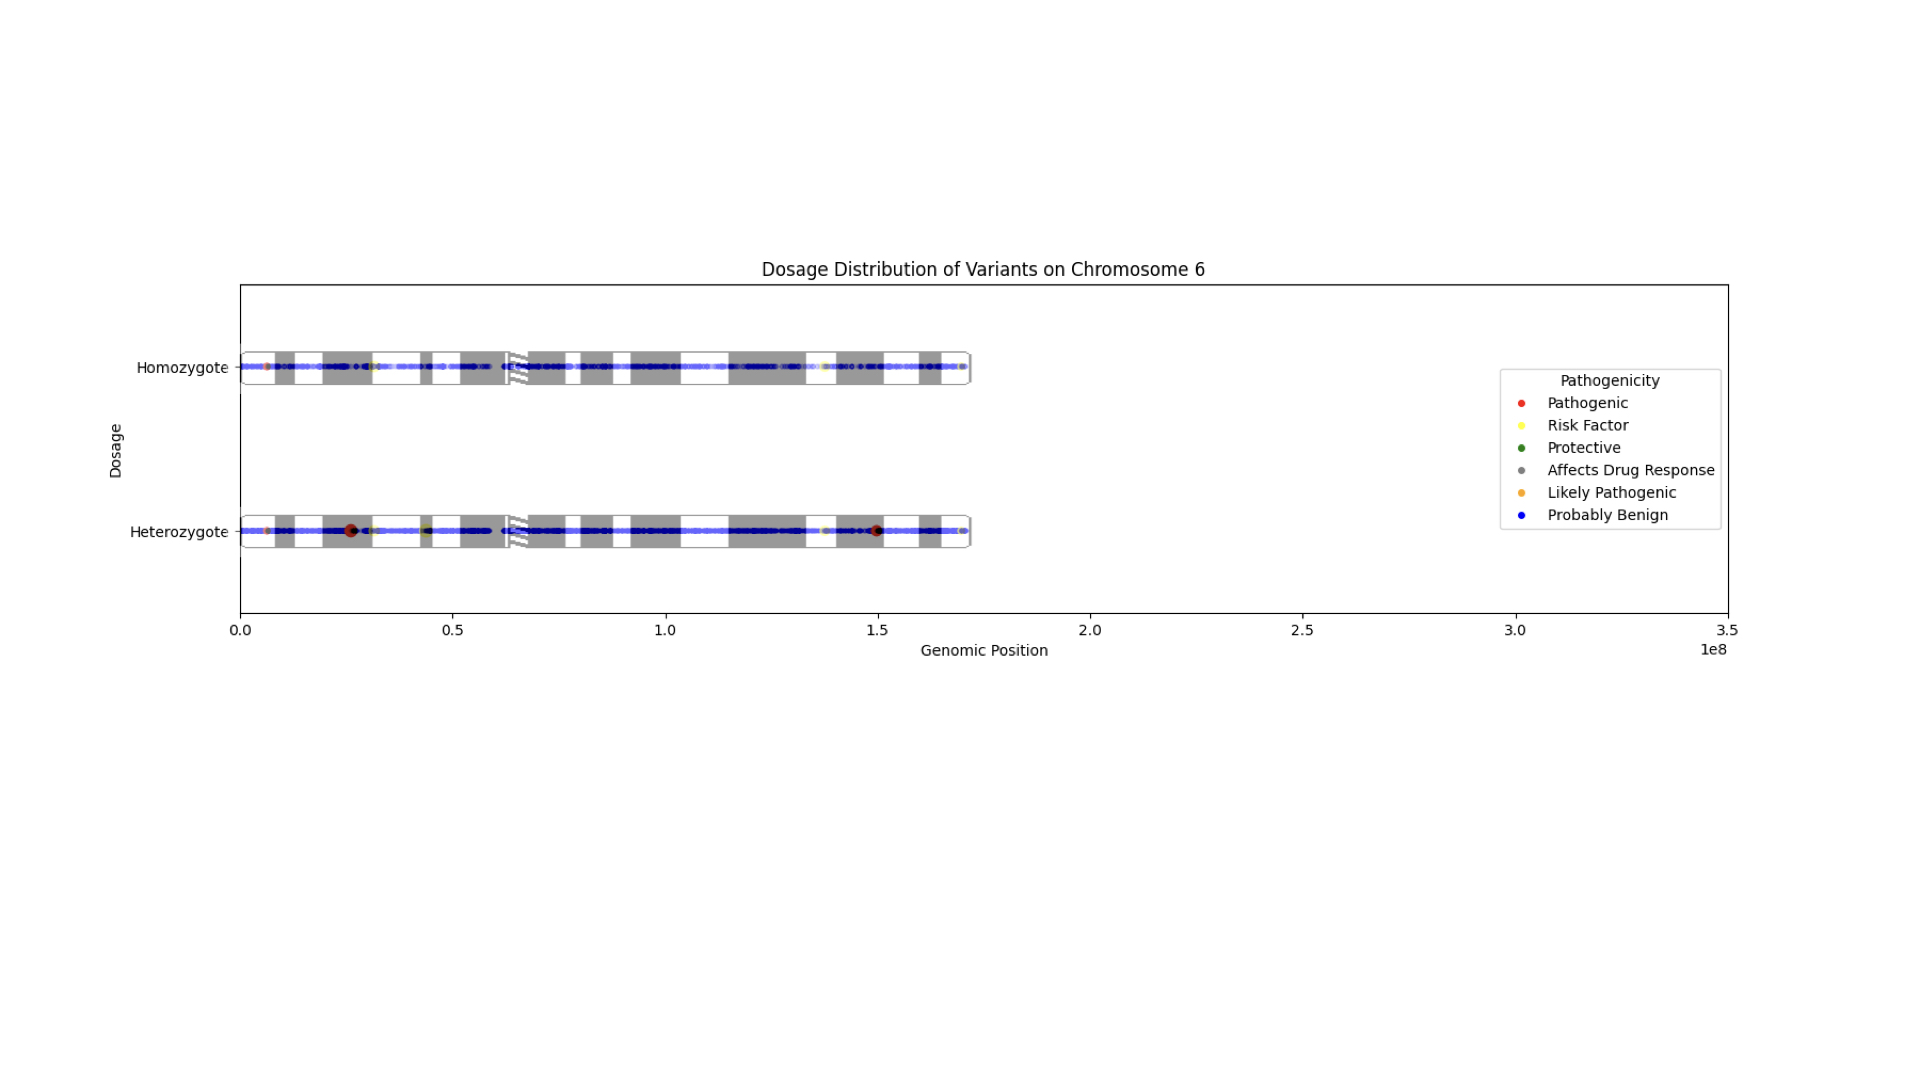 Dosage Distribution of Variants on Chromosome 6
Homozygote
Heterozygote
Dosage
Pathogenicity
Pathogenic
Risk Factor
Protective
Affects Drug Response
Likely Pathogenic
Probably Benign
0.0 0.5 1.0 1.5 2.0 2.5 3.0 3.5
Genomic Position
1e8